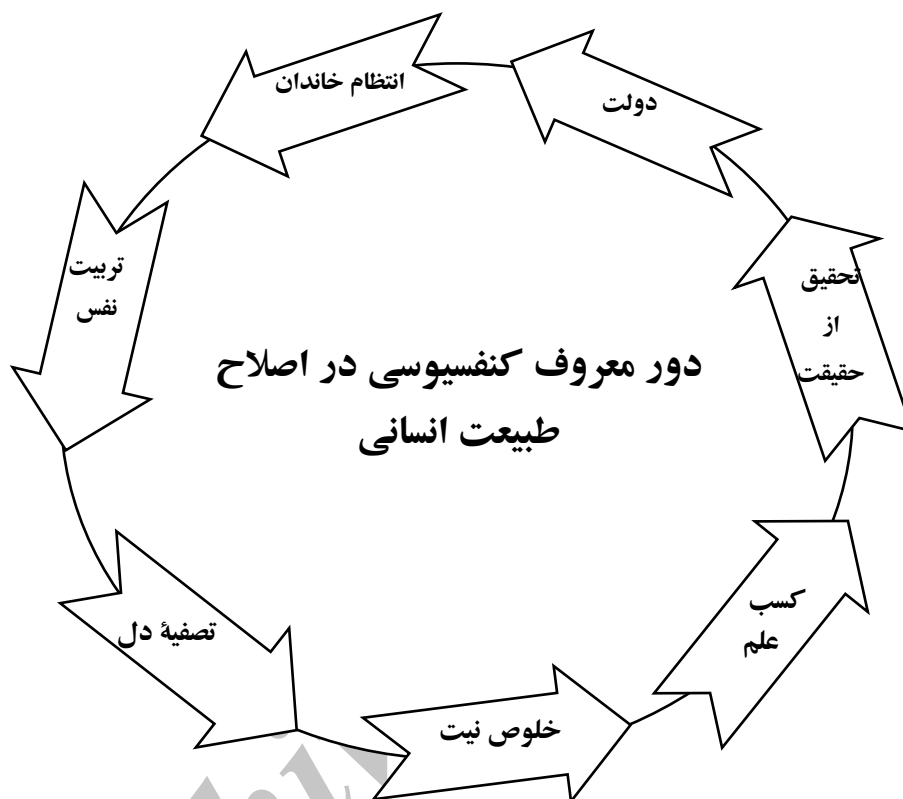 انتظام خاندان
دولت
تربیت
نفس
تحقیق
از
حقیقت
دور معروف کنفسیوسی در اصلاح
طبیعت انسانی
تصفیۀ دل
کسب
علم
خلوص نیت